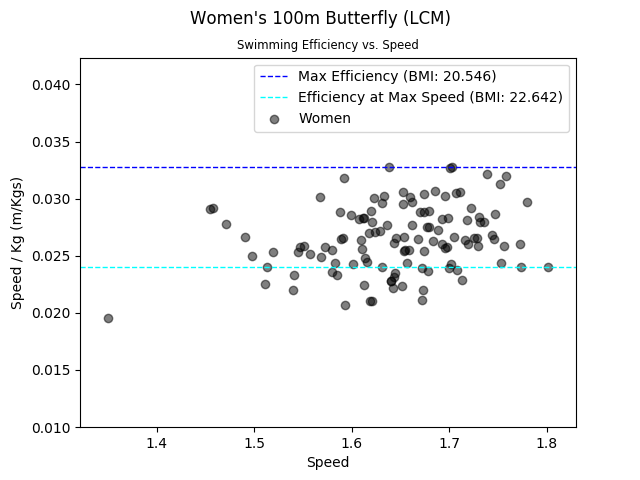 Women's 100m Butterfly (LCM)
Swimming Efficiency vs. Speed
Max Efficiency (BMI: 20.546)
Efficiency at Max Speed (BMI: 22.642)
Women
Speed / Kg (m/Kgs)
0.040
0.035
0.030
0.025
0.020
0.015
0.010
1.4
1.5
1.6
1.7
1.8
Speed